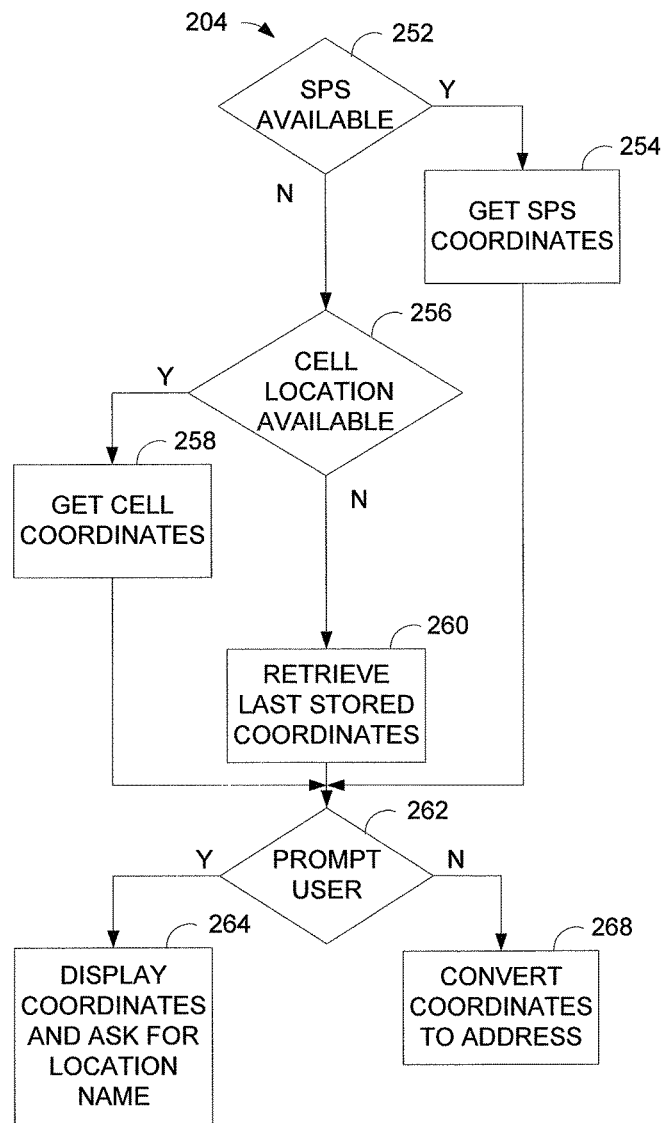 204
252
SPS
AVAILABLE
Y
N
254
GET SPS
COORDINATES
256
CELL
LOCATION
AVAILABLE
Y
N
258
GET CELL
COORDINATES
260
RETRIEVE
LAST STORED
COORDINATES
262
PROMPT
USER
Y
N
264
DISPLAY
COORDINATES
AND ASK FOR
LOCATION
NAME
268
CONVERT
COORDINATES
TO ADDRESS